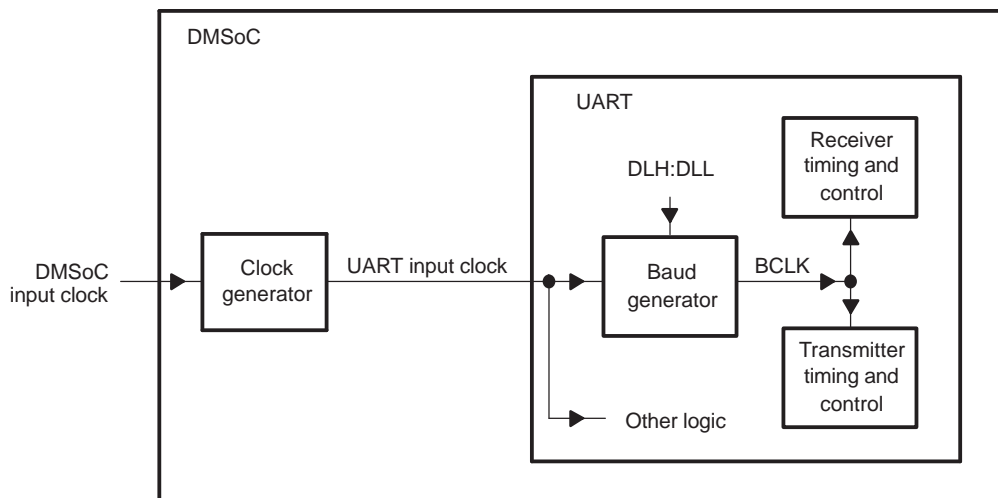 DMSoC
UART
Receiver
timing and
control
DLH:DLL
DMSoC
input clock
Clock
generator
UART input clock
Baud
generator
BCLK
Transmitter
timing and
control
Other logic